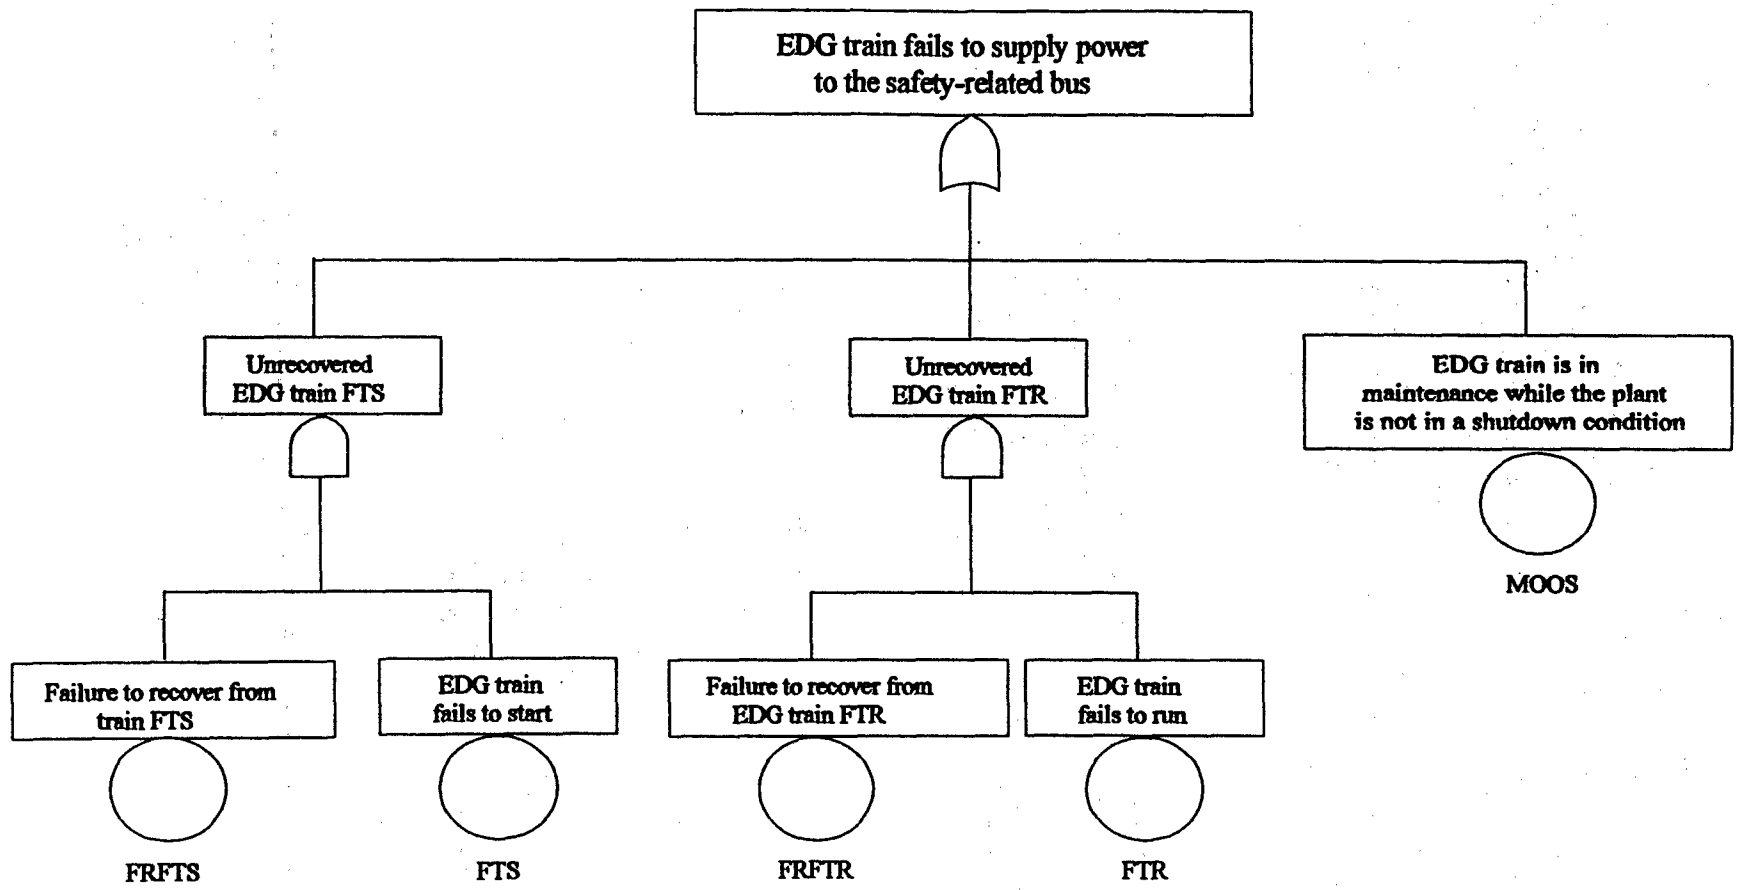 EDG train fails to supply power
to the safety-related bus
Unrecovered
EDG train FTS
Unrecovered
EDG train FTR
EDG train is in
maintenance while the plant
is not in a shutdown condition
MOOS
Failure to recover from
train FTS
EDG train
fails to start
Failure to recover from
EDG train FTR
EDG train
fails to run
FRFTS
FTS
FRFTR
FTR